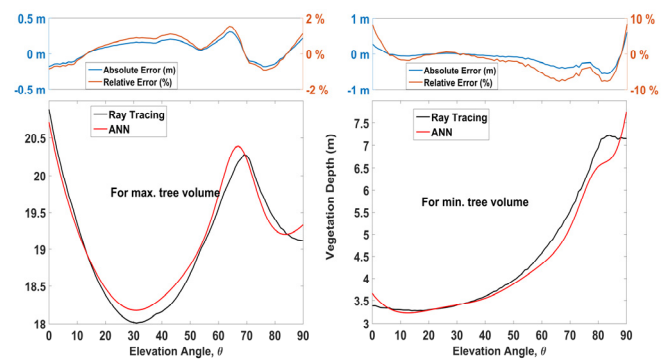 0.5 m
0 m
-0.5 m
2 %
0 %
-2 %
Absolute Error (m)
Relative Error (%)
1 m
0 m
-1 m
10 %
0 %
-10 %
Absolute Error (m)
Relative Error (%)
Ray Tracing
ANN
For max. tree volume
20.5
20
19.5
19
18.5
18
0 10 20 30 40 50 60 70 80 90
Elevation Angle, θ
Ray Tracing
ANN
For min. tree volume
Vegetation Depth (m)
7.5
7
6.5
6
5.5
5
4.5
4
3.5
3
0 10 20 30 40 50 60 70 80 90
Elevation Angle, θ